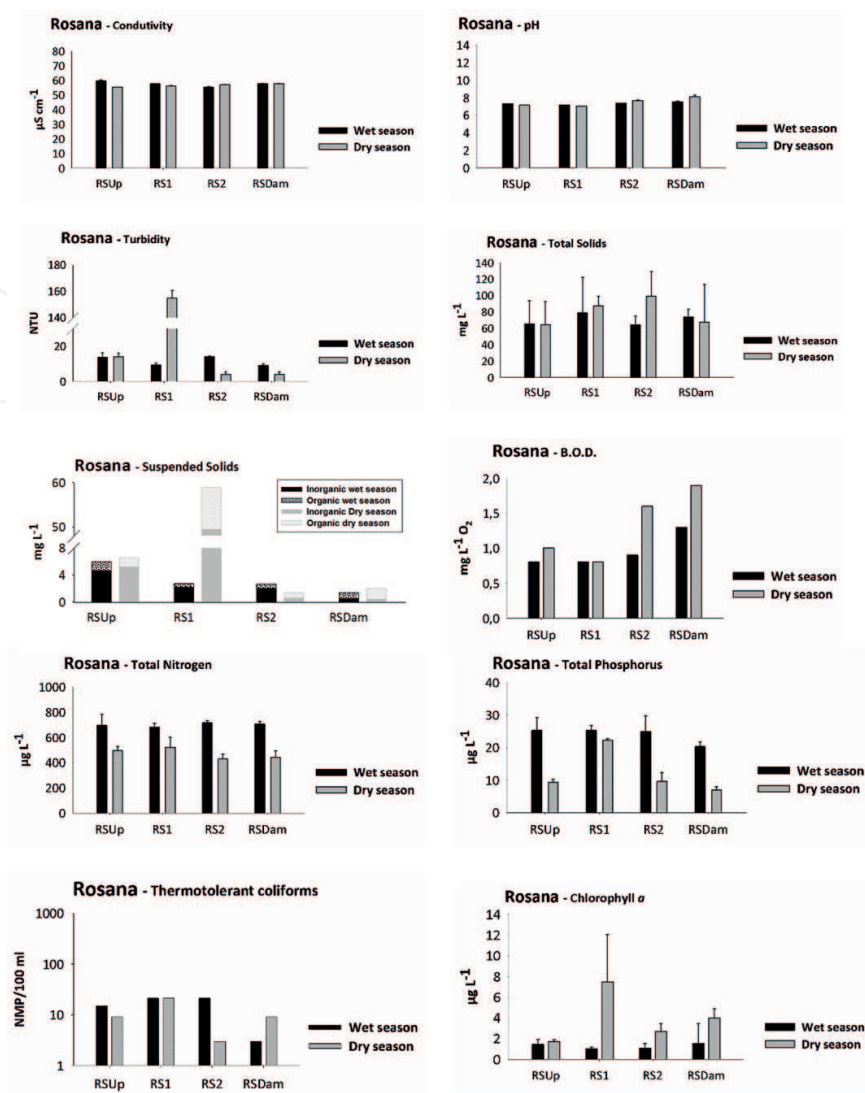 Rosana - Condutivity
80
70
60
50
40
30
20
10
0
µS cm-1
RSUp RS1 RS2 RSDam
Wet season
Dry season
Rosana - pH
14
12
10
8
6
4
2
0
RSUp RS1 RS2 RSDam
Wet season
Dry season
Rosana - Turbidity
180
160
140
20
0
NTU
RSUp RS1 RS2 RSDam
Wet season
Dry season
Rosana - Total Solids
140
120
100
80
60
40
20
0
mg L-1
RSUp RS1 RS2 RSDam
Wet season
Dry season
Rosana - Suspended Solids
60
50
8
4
0
mg L-1
RSUp RS1 RS2 RSDam
Inorganic wet season
Organic wet season
Inorganic Dry season
Organic dry season
Rosana - B.O.D.
2,0
1,5
1,0
0,5
0,0
mg L-1 O2
RSUp RS1 RS2 RSDam
Wet season
Dry season
Rosana - Total Nitrogen
1000
800
600
400
200
0
µg L-1
RSUp RS1 RS2 RSDam
Wet season
Dry season
Rosana - Total Phosphorus
40
30
20
10
0
µg L-1
RSUp RS1 RS2 RSDam
Wet season
Dry season
Rosana - Thermotolerant coliforms
1000
100
10
1
NMP/100 ml
RSUp RS1 RS2 RSDam
Wet season
Dry season
Rosana - Chlorophyll a
14
12
10
8
6
4
2
0
µg L-1
RSUp RS1 RS2 RSDam
Wet season
Dry season